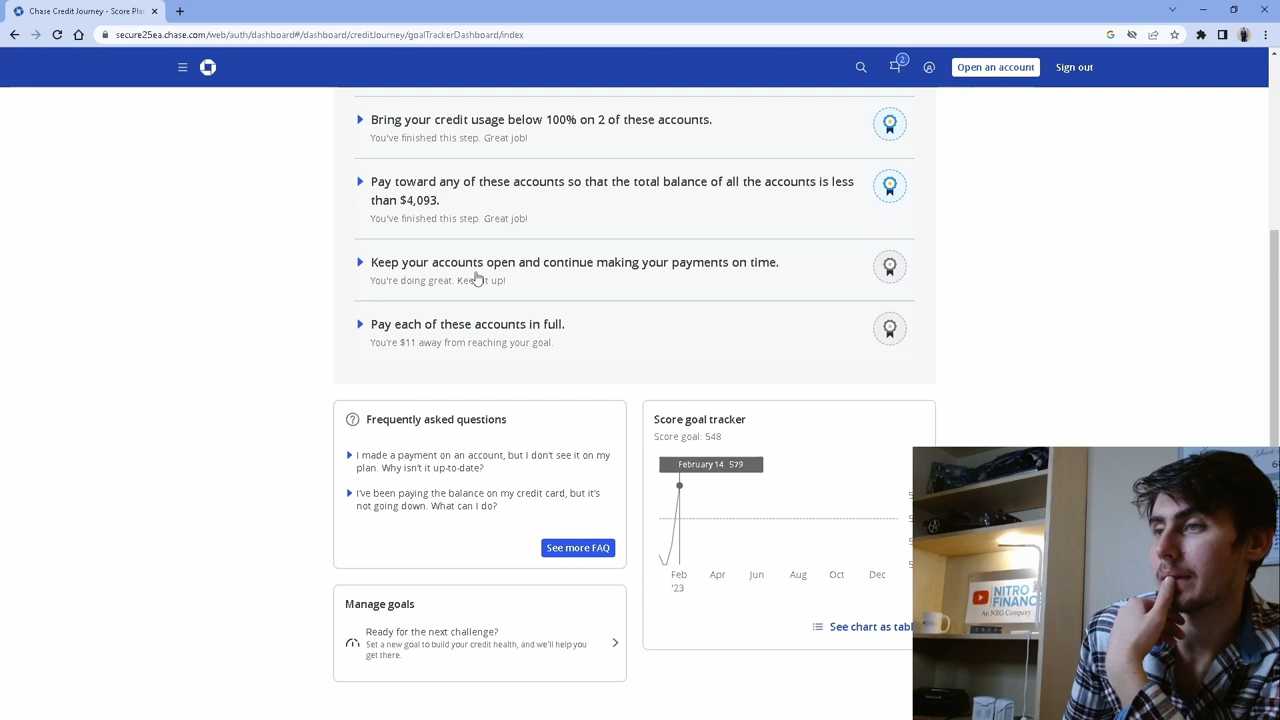 Chase Credit Journey - Score Pla
secure25ea.chase.com/web/auth/dashboard#/dashboard/creditJourney/goalTrackerDashboard/index
2
Open an account
Sign out
Bring your credit usage below 100% on 2 of these accounts.
You've finished this step. Great job!
Pay toward any of these accounts so that the total balance of all the accounts is less
than $4,093.
You've finished this step. Great job!
Keep your accounts open and continue making your payments on time.
You're doing great. Keep it up!
Pay each of these accounts in full.
You're $11 away from reaching your goal.
Frequently asked questions
I made a payment on an account, but I don't see it on my
plan. Why isn't it up-to-date?
I've been paying the balance on my credit card, but it's
not going down. What can I do?
See more FAQ
Manage goals
Ready for the next challenge?
Set a new goal to build your credit health, and we'll help you
get there.
Score goal tracker
Score goal: 548
February 14 579
Feb Apr Jun Aug Oct Dec
'23
See chart as tabl
NITRO
FINANC
An NRG Company